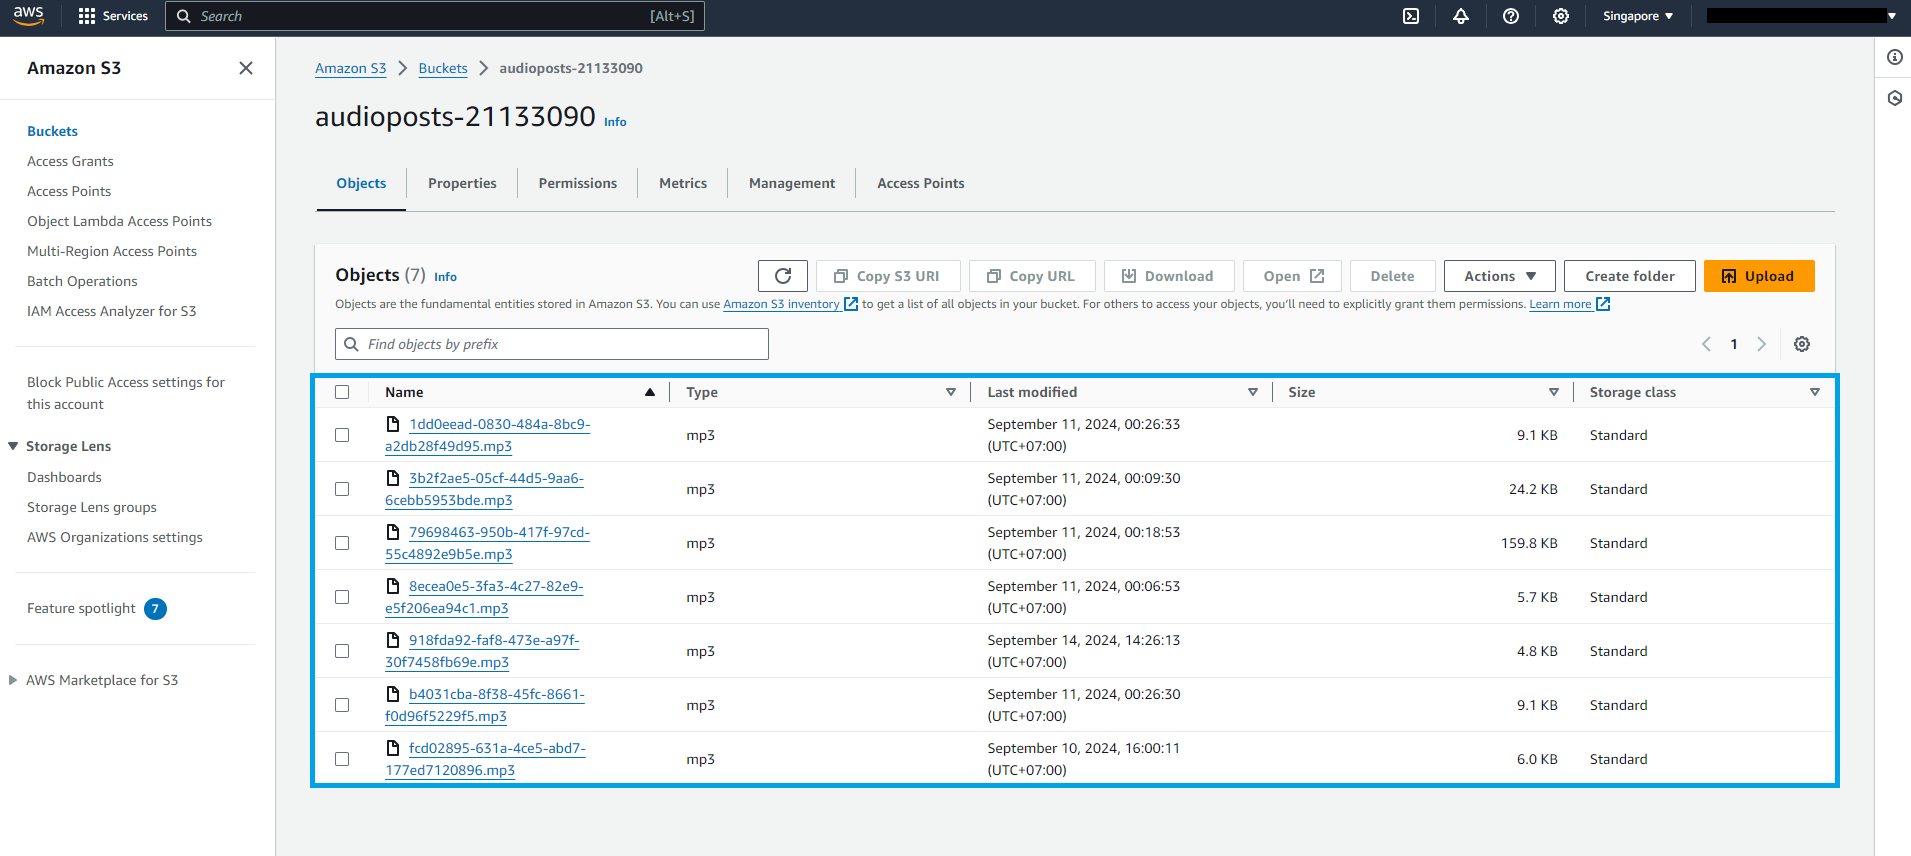 aws Services Search [Alt+S] Singapore
Amazon S3
Buckets
Access Grants
Access Points
Object Lambda Access Points
Multi-Region Access Points
Batch Operations
IAM Access Analyzer for S3
Block Public Access settings for
this account
Storage Lens
Dashboards
Storage Lens groups
AWS Organizations settings
Feature spotlight 7
AWS Marketplace for S3
Amazon S3 Buckets audioposts-21133090
audioposts-21133090 Info
Objects Properties Permissions Metrics Management Access Points
Objects (7) Info Copy S3 URI Copy URL Download Open Delete Actions Create folder Upload
Objects are the fundamental entities stored in Amazon S3. You can use Amazon S3 inventory to get a list of all objects in your bucket. For others to access your objects, you'll need to explicitly grant them permissions. Learn more
Find objects by prefix 1
Name Type Last modified Size Storage class
1dd0eead-0830-484a-8bc9- September 11, 2024, 00:26:33
mp3 9.1 KB Standard
a2db28f49d95.mp3 (UTC+07:00)
3b2f2ae5-05cf-44d5-9aa6- September 11, 2024, 00:09:30
mp3 24.2 KB Standard
6cebb5953bde.mp3 (UTC+07:00)
79698463-950b-417f-97cd- September 11, 2024, 00:18:53
mp3 159.8 KB Standard
55c4892e9b5e.mp3 (UTC+07:00)
8ecea0e5-3fa3-4c27-82e9- September 11, 2024, 00:06:53
mp3 5.7 KB Standard
e5f206ea94c1.mp3 (UTC+07:00)
918fda92-faf8-473e-a97f- September 14, 2024, 14:26:13
mp3 4.8 KB Standard
30f7458fb69e.mp3 (UTC+07:00)
b4031cba-8f38-45fc-8661- September 11, 2024, 00:26:30
mp3 9.1 KB Standard
f0d96f5229f5.mp3 (UTC+07:00)
fcd02895-631a-4ce5-abd7- September 10, 2024, 16:00:11
mp3 6.0 KB Standard
177ed7120896.mp3 (UTC+07:00)